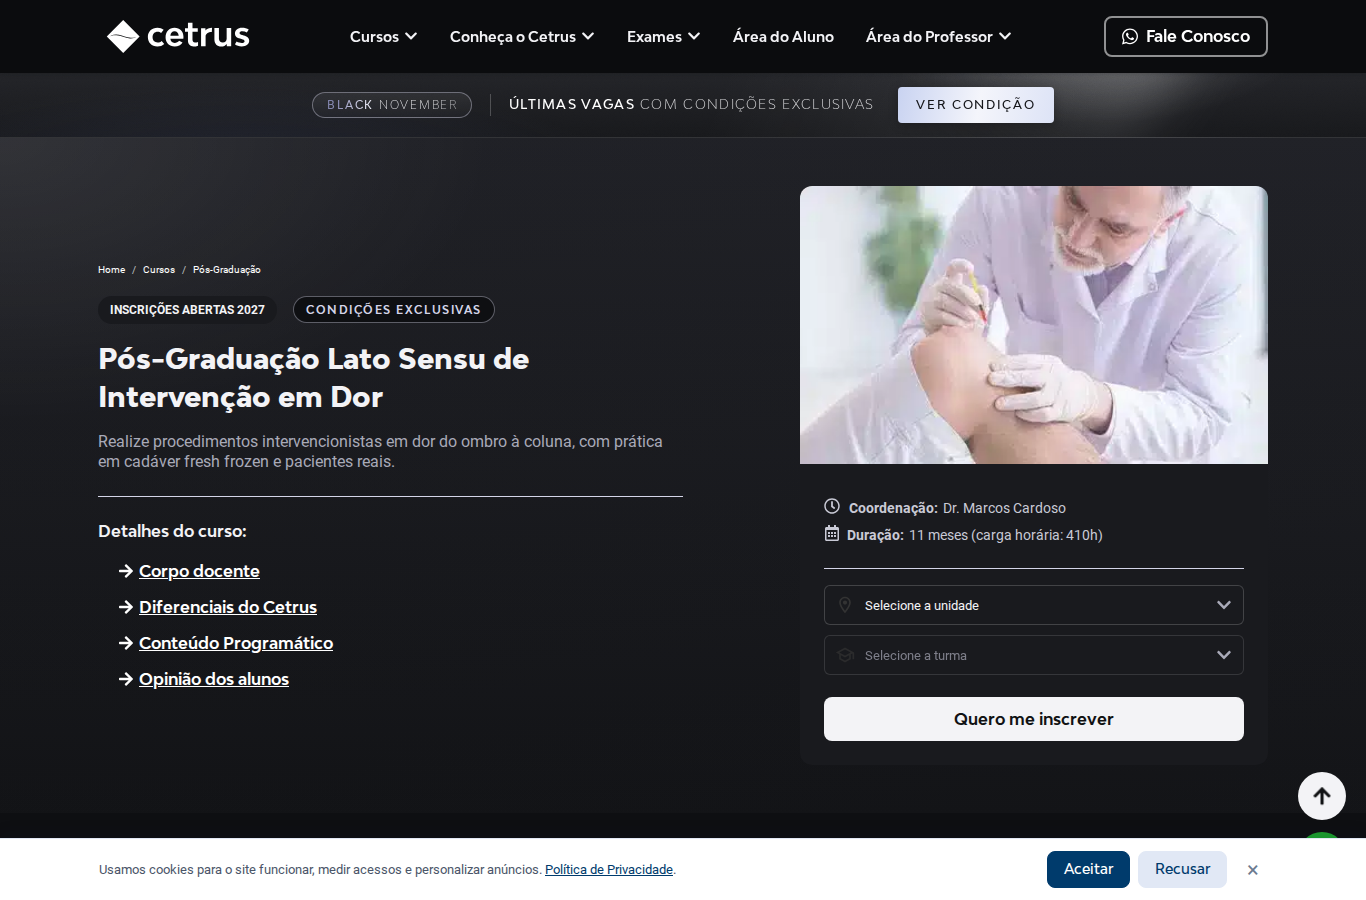 cetrus
Cursos
Conheça o Cetrus
Exames
Área do Aluno
Área do Professor
Fale Conosco
BLACK NOVEMBER
ÚLTIMAS VAGAS COM CONDIÇÕES EXCLUSIVAS
VER CONDIÇÃO
Home / Cursos / Pós-Graduação
INSCRIÇÕES ABERTAS 2027
CONDIÇÕES EXCLUSIVAS
Pós-Graduação Lato Sensu de
Intervenção em Dor
Realize procedimentos intervencionistas em dor do ombro à coluna, com prática
em cadáver fresh frozen e pacientes reais.
Detalhes do curso:
Corpo docente
Diferenciais do Cetrus
Conteúdo Programático
Opinião dos alunos
Coordenação: Dr. Marcos Cardoso
Duração: 11 meses (carga horária: 410h)
Selecione a unidade
Selecione a turma
Quero me inscrever
Usamos cookies para o site funcionar, medir acessos e personalizar anúncios. Política de Privacidade.
Aceitar
Recusar
×